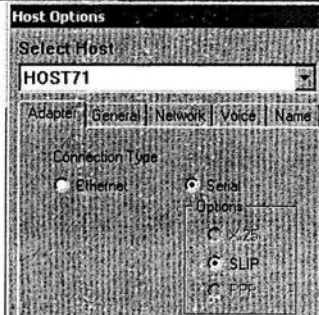 Host Options
Select Host
HOST71
Adapter General Network Voice Name
Connection Type
Ethernet Serial
Options
X.25
SLIP
PPP